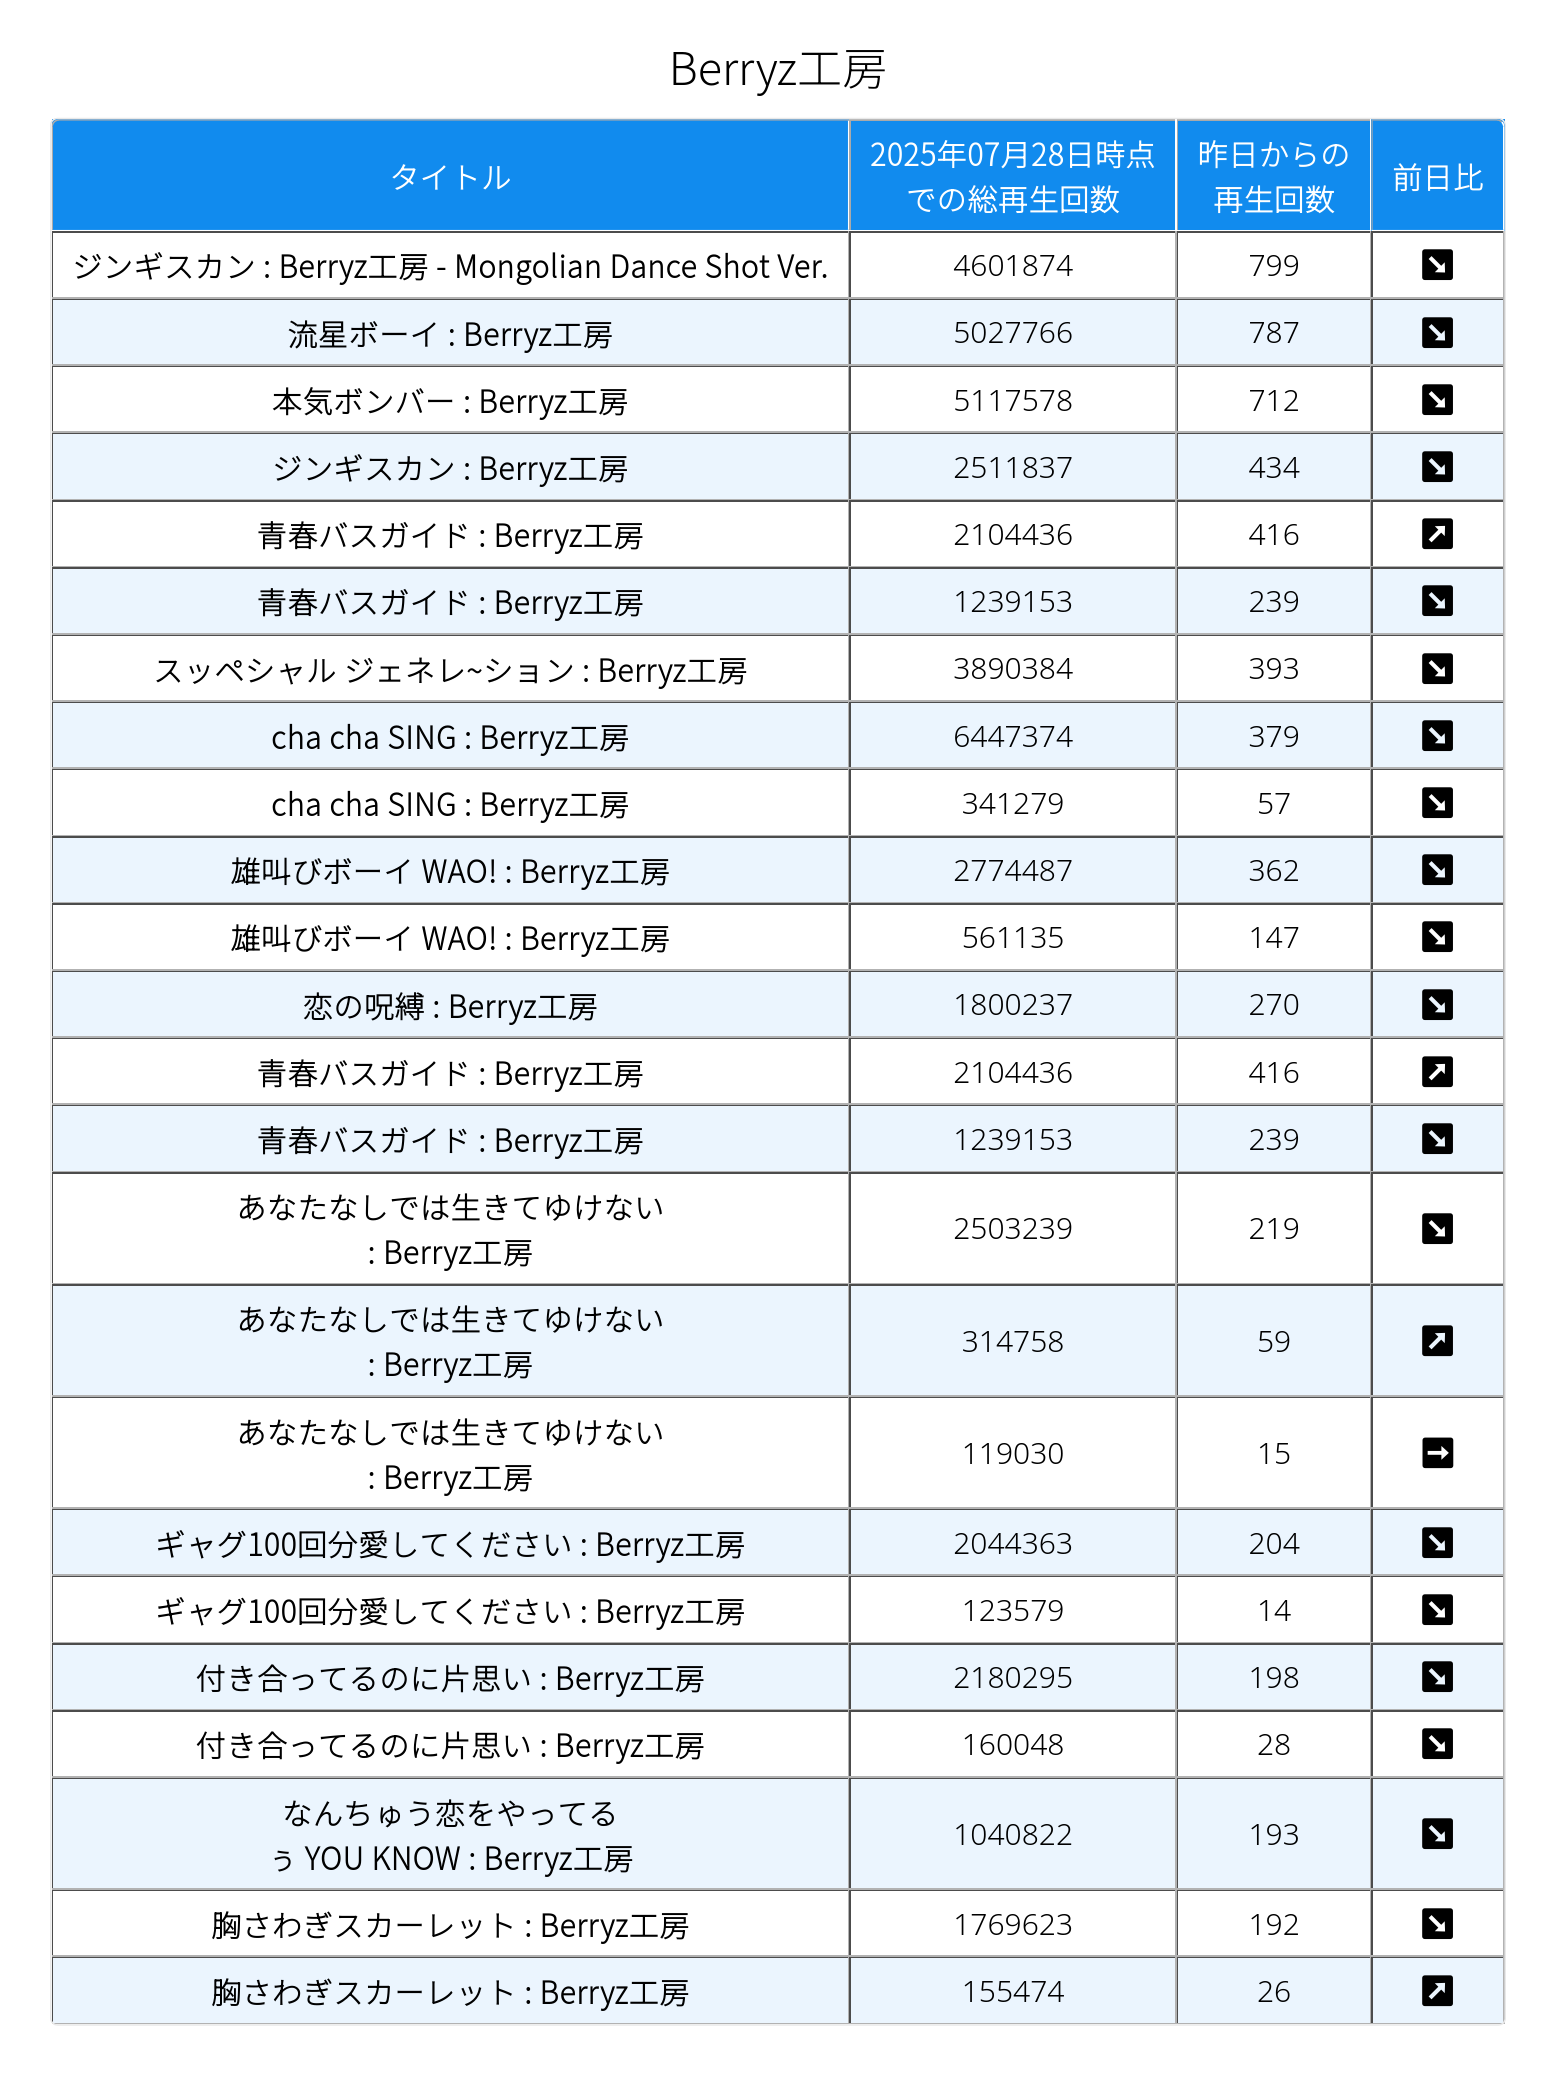 Berryz工房
タイトル
2025年07月28日時点
での総再生回数
昨日からの
再生回数
前日比
ジンギスカン : Berryz工房 - Mongolian Dance Shot Ver. 4601874 799
流星ボーイ : Berryz工房 5027766 787
本気ボンバー : Berryz工房 5117578 712
ジンギスカン : Berryz工房 2511837 434
青春バスガイド : Berryz工房 2104436 416
青春バスガイド : Berryz工房 1239153 239
スッペシャル ジェネレ~ション : Berryz工房 3890384 393
cha cha SING : Berryz工房 6447374 379
cha cha SING : Berryz工房 341279 57
雄叫びボーイ WAO! : Berryz工房 2774487 362
雄叫びボーイ WAO! : Berryz工房 561135 147
恋の呪縛 : Berryz工房 1800237 270
青春バスガイド : Berryz工房 2104436 416
青春バスガイド : Berryz工房 1239153 239
あなたなしでは生きてゆけない
: Berryz工房 2503239 219
あなたなしでは生きてゆけない
: Berryz工房 314758 59
あなたなしでは生きてゆけない
: Berryz工房 119030 15
ギャグ100回分愛してください : Berryz工房 2044363 204
ギャグ100回分愛してください : Berryz工房 123579 14
付き合ってるのに片思い : Berryz工房 2180295 198
付き合ってるのに片思い : Berryz工房 160048 28
なんちゅう恋をやってる
ぅ YOU KNOW : Berryz工房 1040822 193
胸さわぎスカーレット : Berryz工房 1769623 192
胸さわぎスカーレット : Berryz工房 155474 26